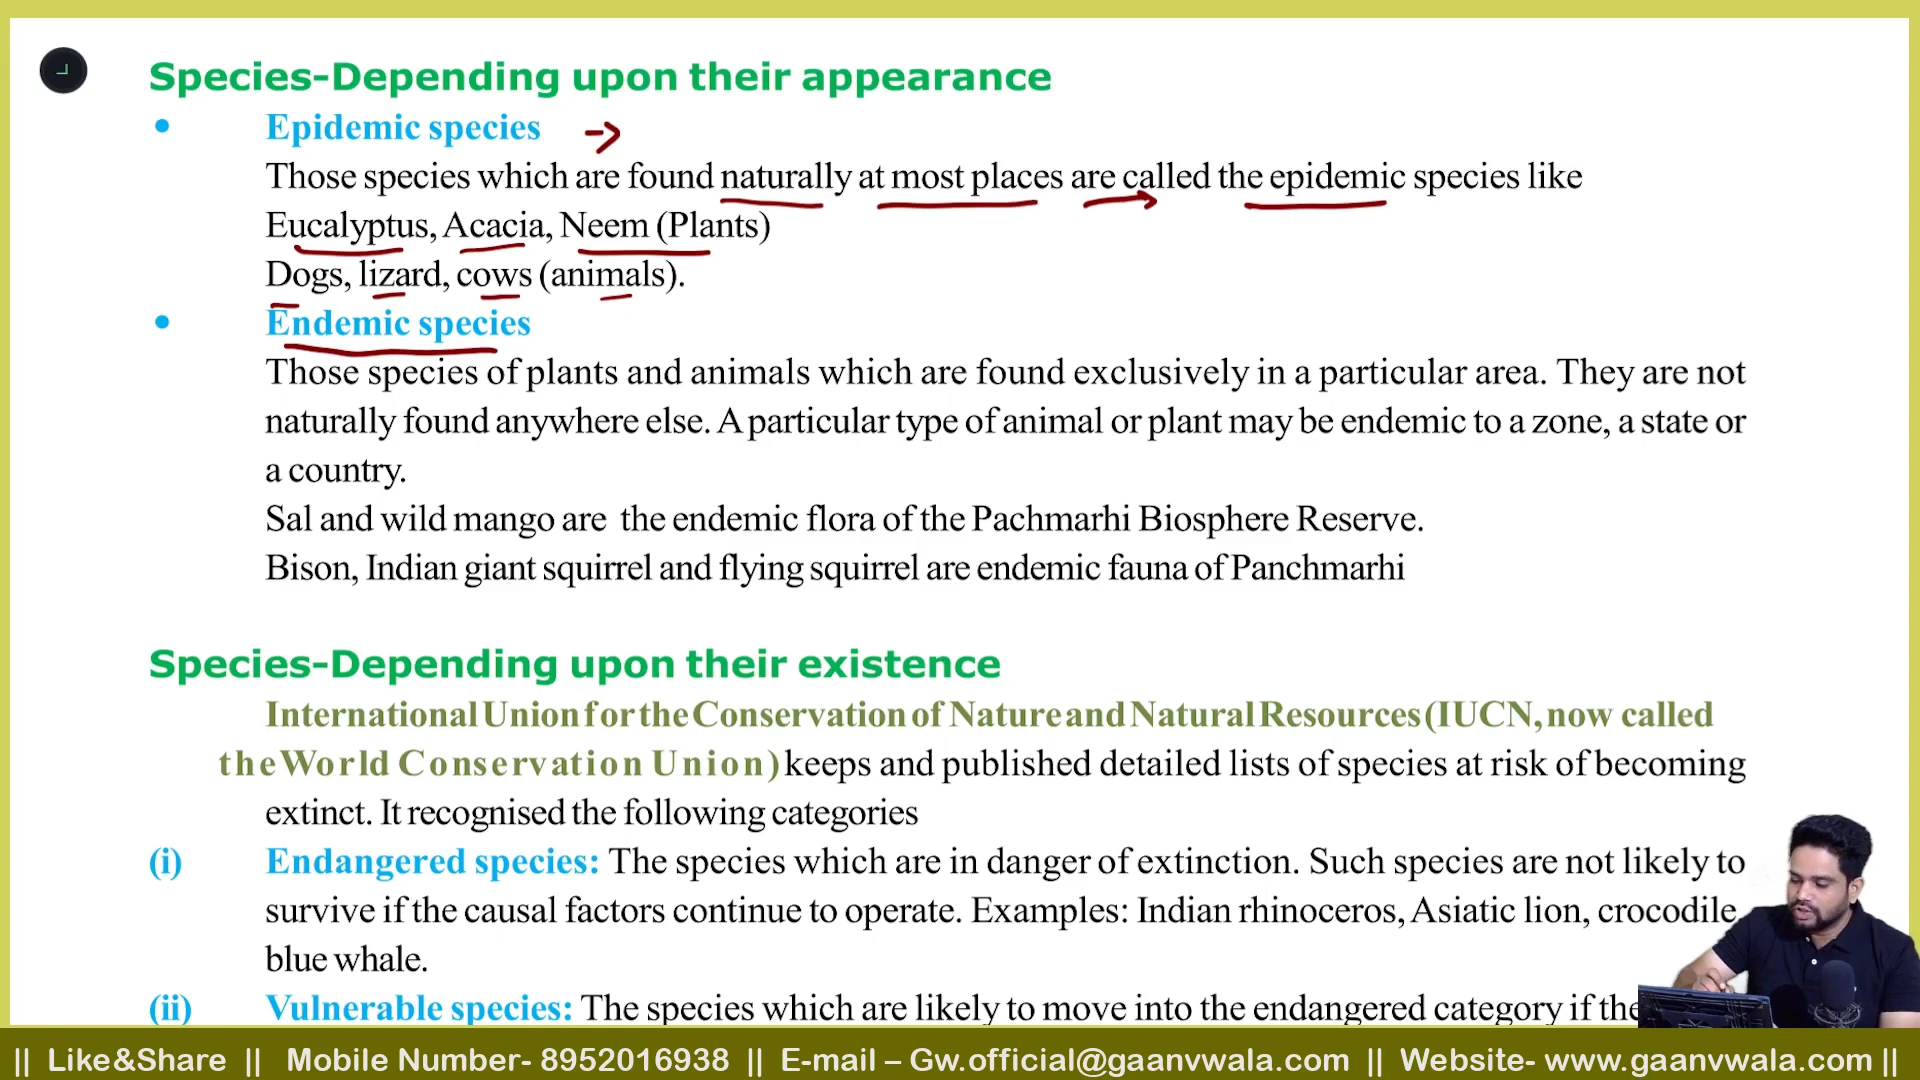 Species-Depending upon their appearance
• Epidemic species
Those species which are found naturally at most places are called the epidemic species like
Eucalyptus, Acacia, Neem (Plants)
Dogs, lizard, cows (animals).
• Endemic species
Those species of plants and animals which are found exclusively in a particular area. They are not
naturally found anywhere else. A particular type of animal or plant may be endemic to a zone, a state or
a country.
Sal and wild mango are the endemic flora of the Pachmarhi Biosphere Reserve.
Bison, Indian giant squirrel and flying squirrel are endemic fauna of Panchmarhi
Species-Depending upon their existence
International Union for the Conservation of Nature and Natural Resources (IUCN, now called
the World Conservation Union) keeps and published detailed lists of species at risk of becoming
extinct. It recognised the following categories
(i) Endangered species: The species which are in danger of extinction. Such species are not likely to
survive if the causal factors continue to operate. Examples: Indian rhinoceros, Asiatic lion, crocodile,
blue whale.
(ii) Vulnerable species: The species which are likely to move into the endangered category if the
|| Like&Share || Mobile Number- 8952016938 || E-mail – Gw.official@gaanvwala.com || Website- www.gaanvwala.com ||